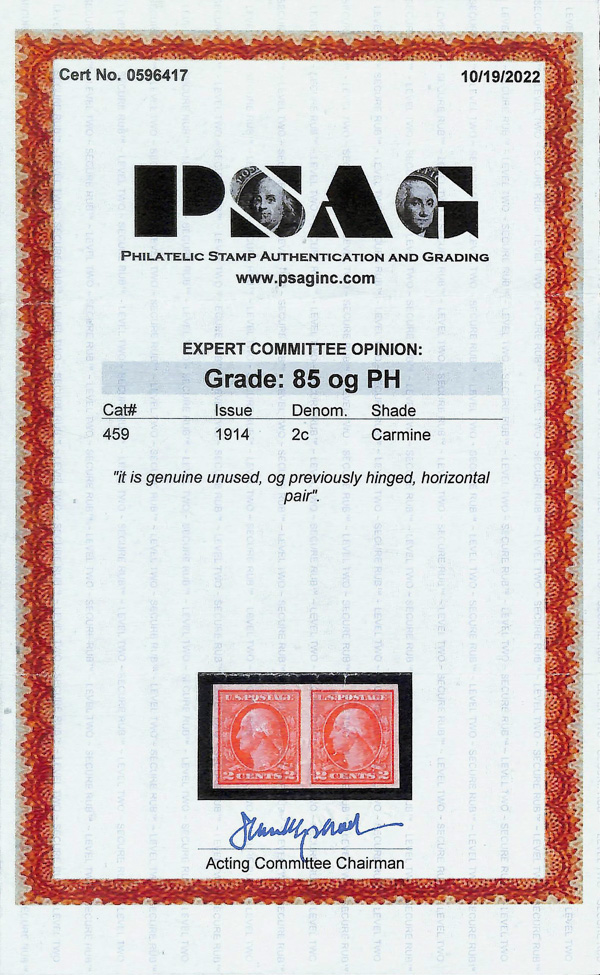 Cert No. 0596417
10/19/2022
PSAG
PHILATELIC STAMP AUTHENTICATION AND GRADING
www.psaginc.com
EXPERT COMMITTEE OPINION:
Grade: 85 og PH
Cat# Issue Denom. Shade
459 1914 2c Carmine
"it is genuine unused, og previously hinged, horizontal
pair".
U.S.POSTAGE U.S.POSTAGE
2 CENTS 2 2 CENTS 2
Acting Committee Chairman